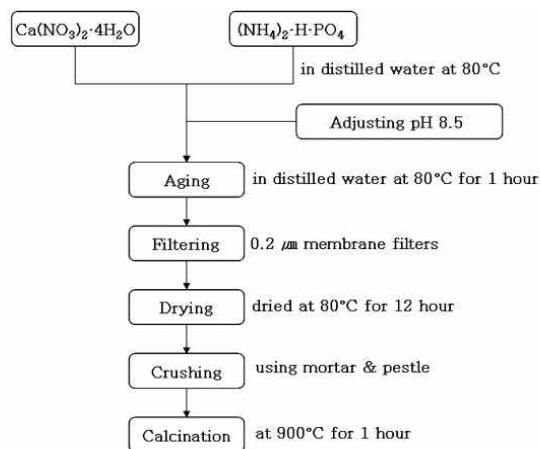 Ca(NO₃)₂·4H₂O
(NH₄)₂·H·PO₄
in distilled water at 80°C
Adjusting pH 8.5
Aging
in distilled water at 80°C for 1 hour
Filtering
0.2 ㎛ membrane filters
Drying
dried at 80°C for 12 hour
Crushing
using mortar & pestle
Calcination
at 900°C for 1 hour